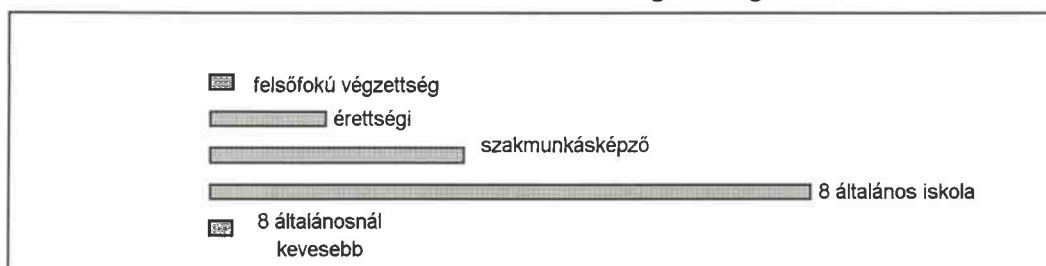 felsőfokú végzettség
érettségi
szakmunkásképző
8 általános iskola
8 általánosnál
kevesebb